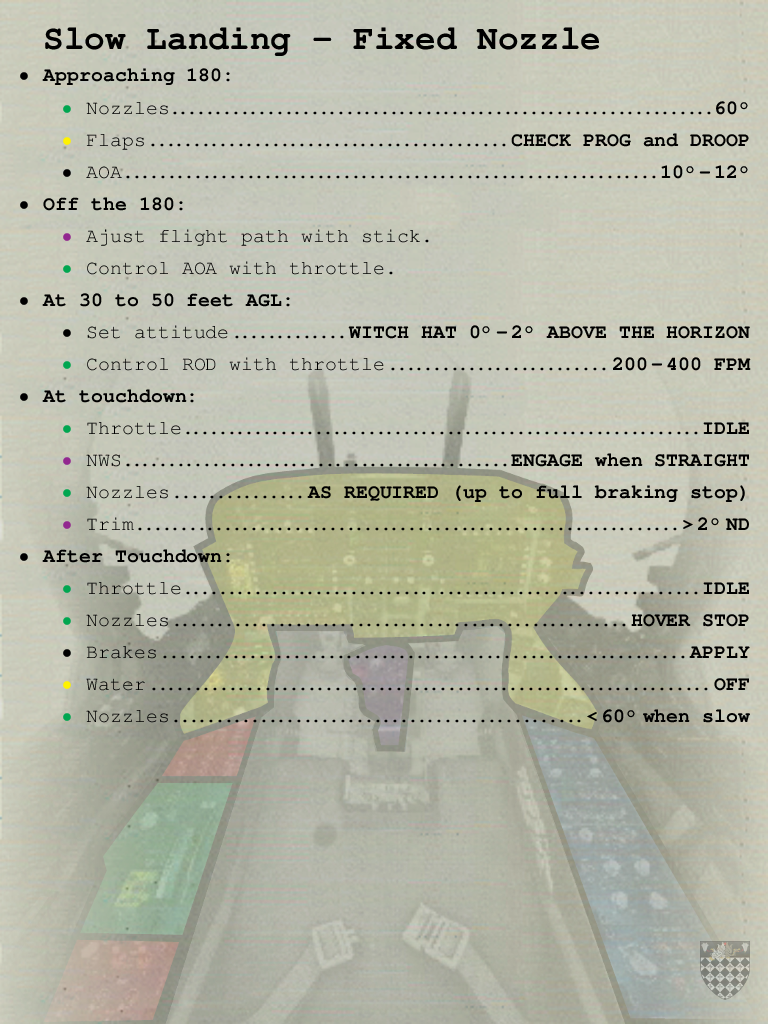 Slow Landing – Fixed Nozzle
• Approaching 180:
• Nozzles..............................................................60°
• Flaps.........................................CHECK PROG and DROOP
• AOA.............................................................10°–12°
• Off the 180:
• Ajust flight path with stick.
• Control AOA with throttle.
• At 30 to 50 feet AGL:
• Set attitude.............WITCH HAT 0°–2° ABOVE THE HORIZON
• Control ROD with throttle.........................200–400 FPM
• At touchdown:
• Throttle...........................................................IDLE
• NWS............................................ENGAGE when STRAIGHT
• Nozzles...............AS REQUIRED (up to full braking stop)
• Trim..............................................................>2° ND
• After Touchdown:
• Throttle...........................................................IDLE
• Nozzles....................................................HOVER STOP
• Brakes............................................................APPLY
• Water................................................................OFF
• Nozzles...............................................<60° when slow